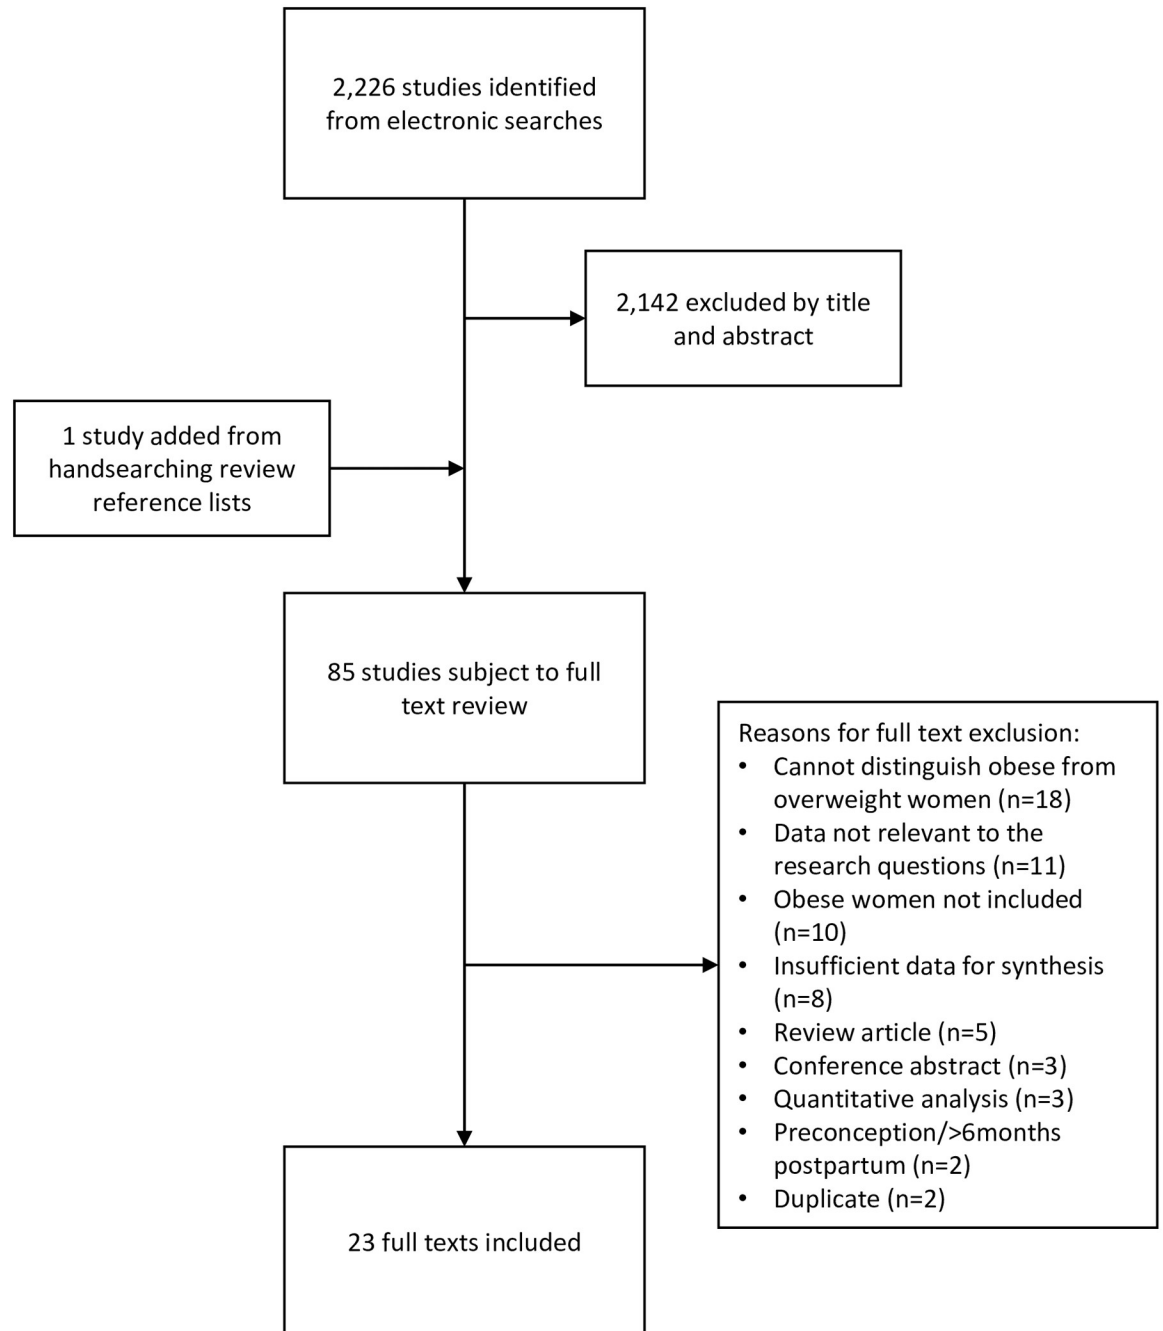 2,226 studies identified
from electronic searches
2,142 excluded by title
and abstract
1 study added from
handsearching review
reference lists
85 studies subject to full
text review
Reasons for full text exclusion:
• Cannot distinguish obese from
overweight women (n=18)
• Data not relevant to the
research questions (n=11)
• Obese women not included
(n=10)
• Insufficient data for synthesis
(n=8)
• Review article (n=5)
• Conference abstract (n=3)
• Quantitative analysis (n=3)
• Preconception/>6months
postpartum (n=2)
• Duplicate (n=2)
23 full texts included